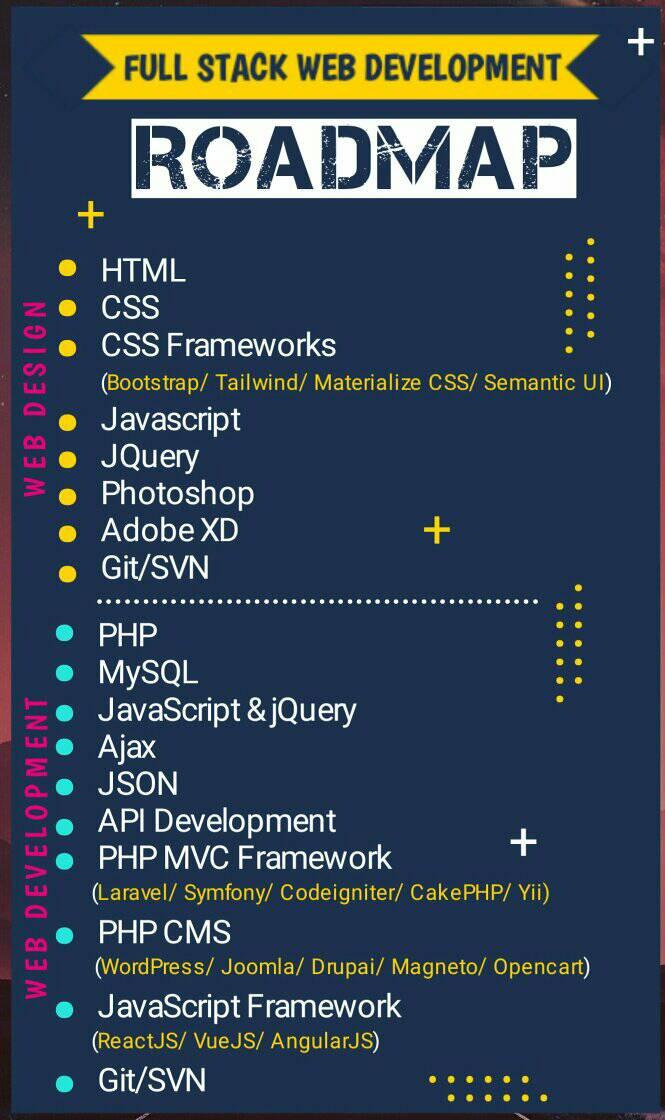 FULL STACK WEB DEVELOPMENT
ROADMAP
WEB DESIGN
HTML
CSS
CSS Frameworks
(Bootstrap/ Tailwind/ Materialize CSS/ Semantic UI)
Javascript
JQuery
Photoshop
Adobe XD
Git/SVN
WEB DEVELOPMENT
PHP
MySQL
JavaScript & jQuery
Ajax
JSON
API Development
PHP MVC Framework
(Laravel/ Symfony/ Codeigniter/ CakePHP/ Yii)
PHP CMS
(WordPress/ Joomla/ Drupai/ Magneto/ Opencart)
JavaScript Framework
(ReactJS/ VueJS/ AngularJS)
Git/SVN